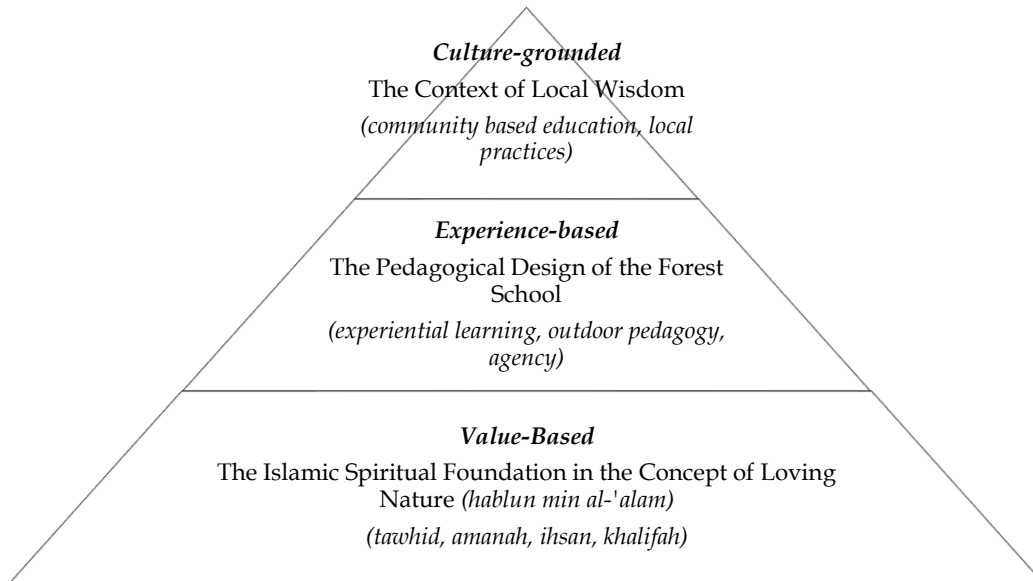 Culture-grounded
The Context of Local Wisdom
(community based education, local
practices)
Experience-based
The Pedagogical Design of the Forest
School
(experiential learning, outdoor pedagogy,
agency)
Value-Based
The Islamic Spiritual Foundation in the Concept of Loving
Nature (hablun min al-'alam)
(tawhid, amanah, ihsan, khalifah)